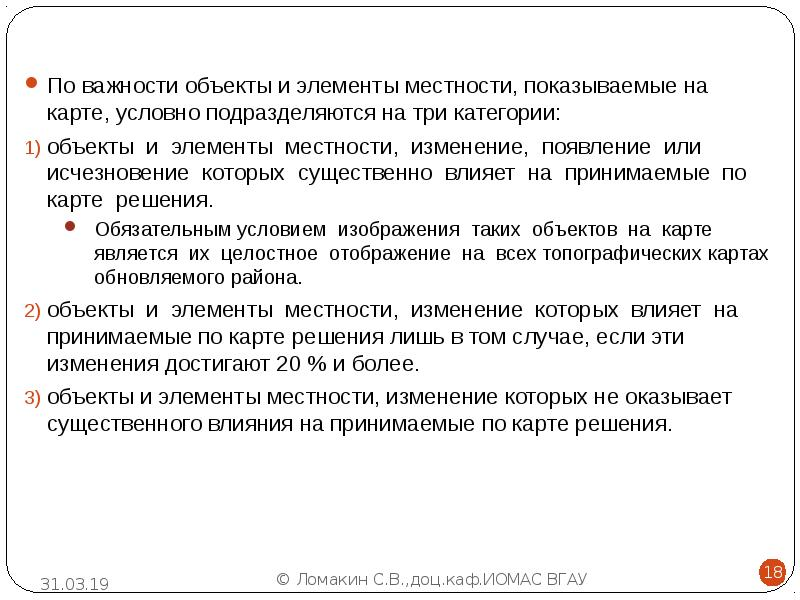 По важности объекты и элементы местности, показываемые на
карте, условно подразделяются на три категории:
1) объекты и элементы местности, изменение, появление или
исчезновение которых существенно влияет на принимаемые по
карте решения.
Обязательным условием изображения таких объектов на карте
является их целостное отображение на всех топографических картах
обновляемого района.
2) объекты и элементы местности, изменение которых влияет на
принимаемые по карте решения лишь в том случае, если эти
изменения достигают 20 % и более.
3) объекты и элементы местности, изменение которых не оказывает
существенного влияния на принимаемые по карте решения.
31.03.19
© Ломакин С.В.,доц.каф.ИОМАС ВГАУ
18